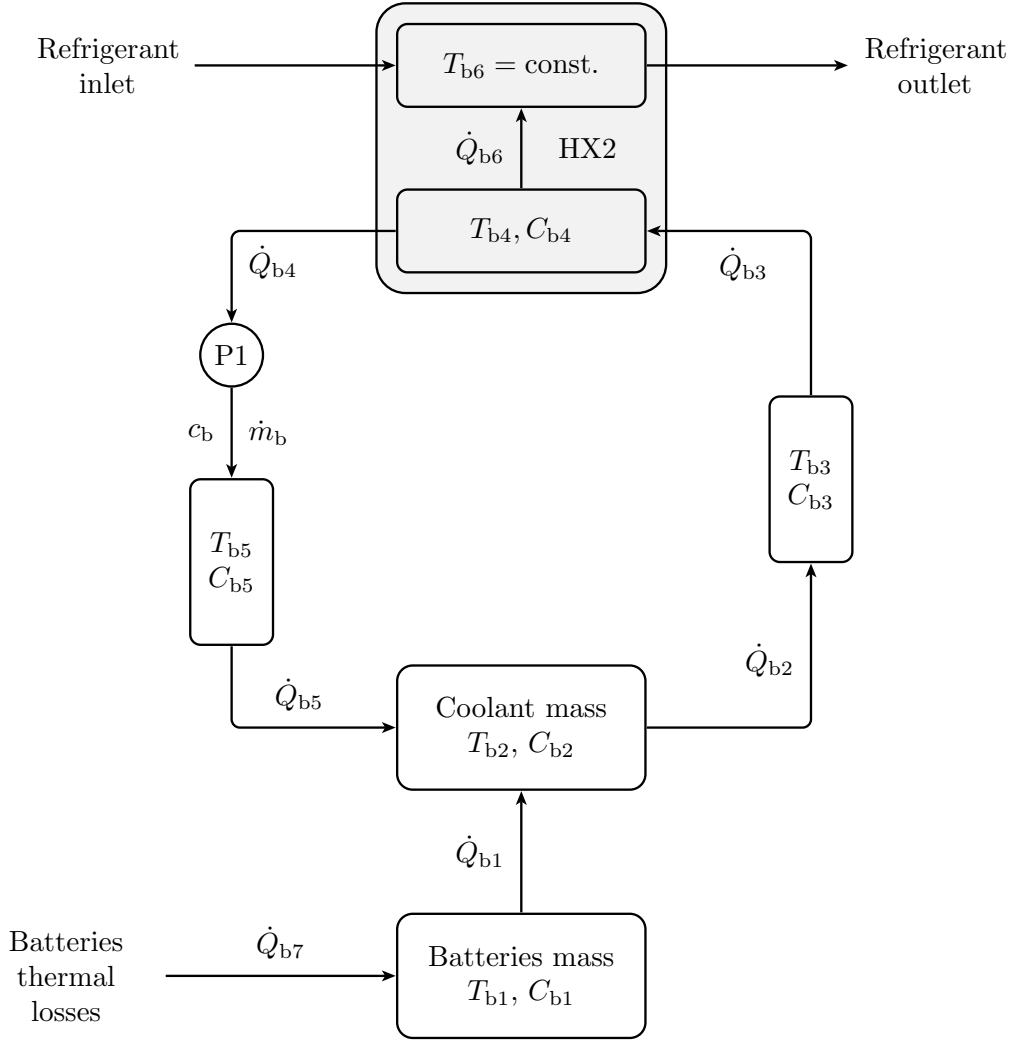 Refrigerant
inlet
T_b6 = const.
Refrigerant
outlet
Q̇_b6
HX2
T_b4, C_b4
Q̇_b4
Q̇_b3
P1
c_b
ṁ_b
T_b3
C_b3
T_b5
C_b5
Q̇_b5
Q̇_b2
Coolant mass
T_b2, C_b2
Q̇_b1
Batteries
thermal
losses
Q̇_b7
Batteries mass
T_b1, C_b1